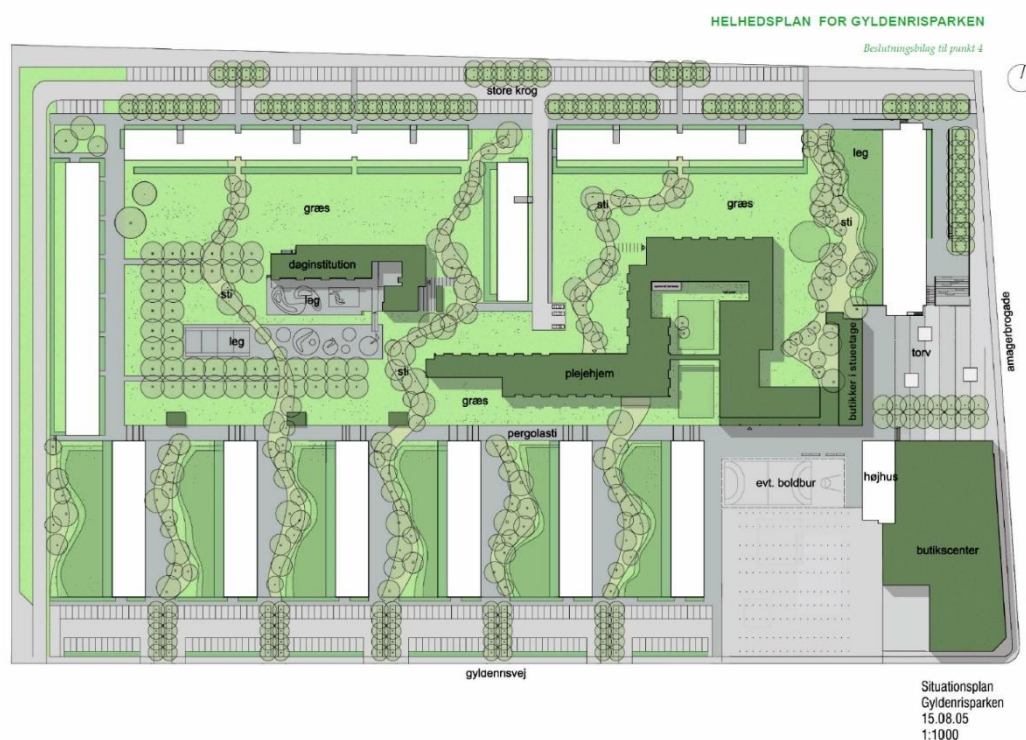 HELHEDSPLAN FOR GYLDENRISPARKEN
Beslutningsbilag til punkt 4
store krog
leg
græs
sti
græs
sti
daginstitution
sti
leg
leg
sti
plejehjem
butikker i stueetage
torv
amagerbrogade
græs
pergolasti
evt. boldbur
højhus
butikscenter
gyldenrisvej
Situationsplan
Gyldenrisparken
15.08.05
1:1000